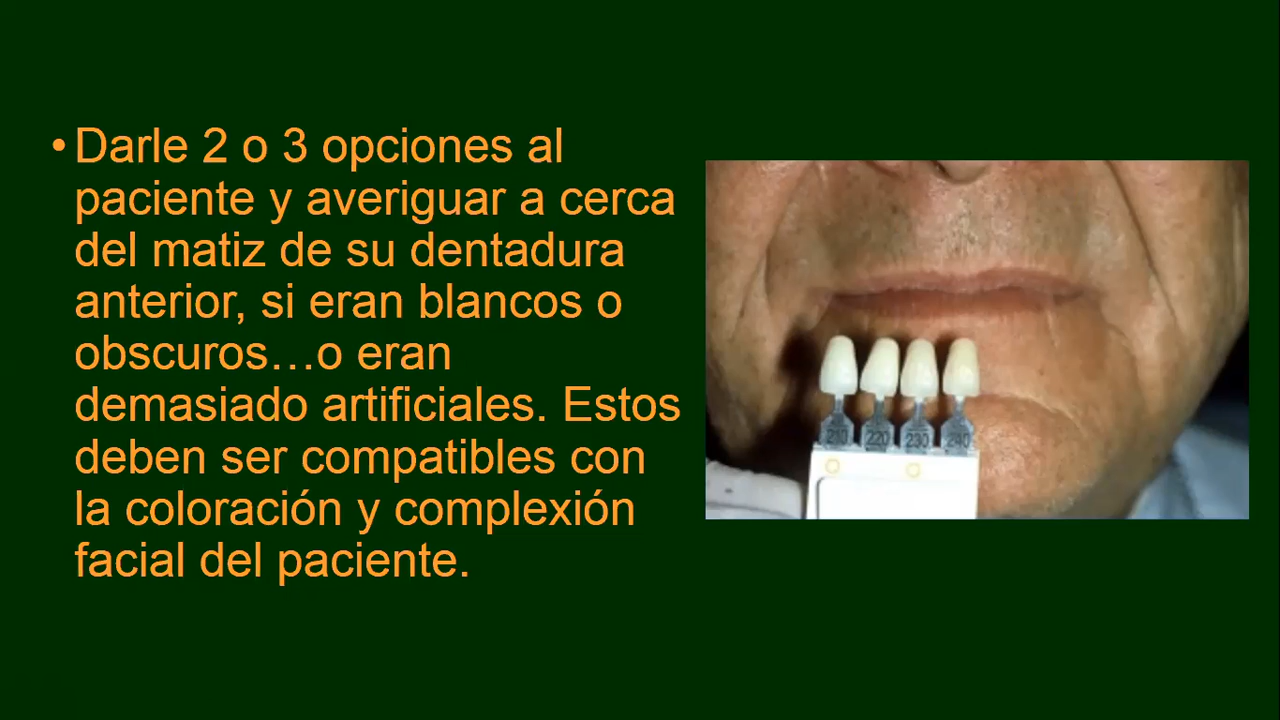 •Darle 2 o 3 opciones al
paciente y averiguar a cerca
del matiz de su dentadura
anterior, si eran blancos o
obscuros…o eran
demasiado artificiales. Estos
deben ser compatibles con
la coloración y complexión
facial del paciente.
210 220 230 240